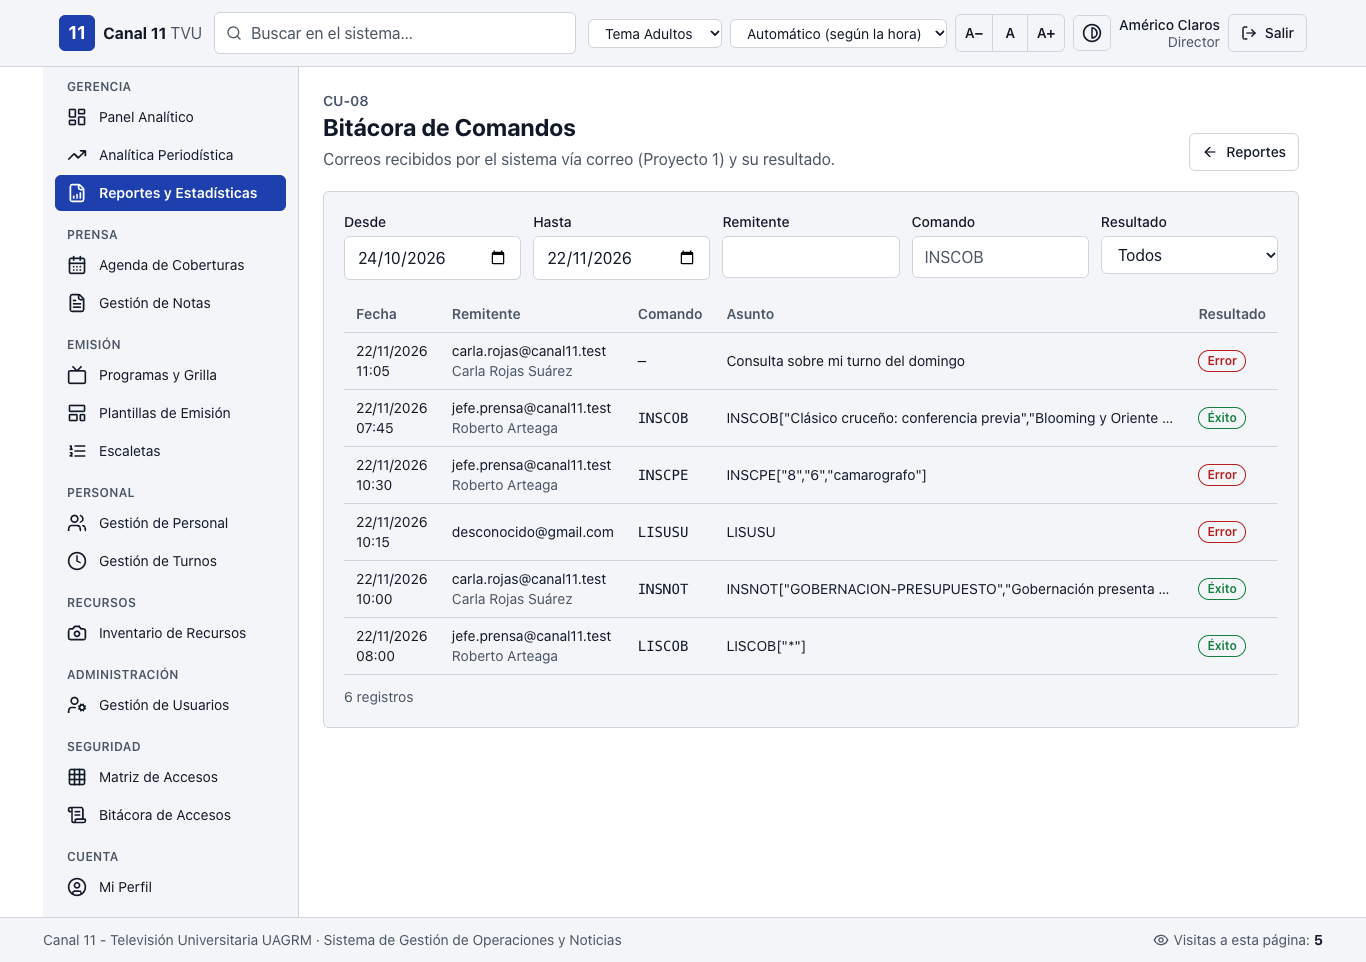 11 Canal 11 TVU
Buscar en el sistema...
Tema Adultos
Automático (según la hora)
A− A A+
Américo Claros
Director
Salir
GERENCIA
Panel Analítico
Analítica Periodística
Reportes y Estadísticas
PRENSA
Agenda de Coberturas
Gestión de Notas
EMISIÓN
Programas y Grilla
Plantillas de Emisión
Escaletas
PERSONAL
Gestión de Personal
Gestión de Turnos
RECURSOS
Inventario de Recursos
ADMINISTRACIÓN
Gestión de Usuarios
SEGURIDAD
Matriz de Accesos
Bitácora de Accesos
CUENTA
Mi Perfil
CU-08
Bitácora de Comandos
Correos recibidos por el sistema vía correo (Proyecto 1) y su resultado.
Reportes
Desde Hasta Remitente Comando Resultado
24/10/2026 22/11/2026 INSCOB Todos
Fecha Remitente Comando Asunto Resultado
22/11/2026 11:05 carla.rojas@canal11.test Carla Rojas Suárez — Consulta sobre mi turno del domingo Error
22/11/2026 07:45 jefe.prensa@canal11.test Roberto Arteaga INSCOB INSCOB["Clásico cruceño: conferencia previa","Blooming y Oriente ... Éxito
22/11/2026 10:30 jefe.prensa@canal11.test Roberto Arteaga INSCPE INSCPE["8","6","camarografo"] Error
22/11/2026 10:15 desconocido@gmail.com LISUSU LISUSU Error
22/11/2026 10:00 carla.rojas@canal11.test Carla Rojas Suárez INSNOT INSNOT["GOBERNACION-PRESUPUESTO","Gobernación presenta ... Éxito
22/11/2026 08:00 jefe.prensa@canal11.test Roberto Arteaga LISCOB LISCOB["*"] Éxito
6 registros
Canal 11 - Televisión Universitaria UAGRM · Sistema de Gestión de Operaciones y Noticias
Visitas a esta página: 5